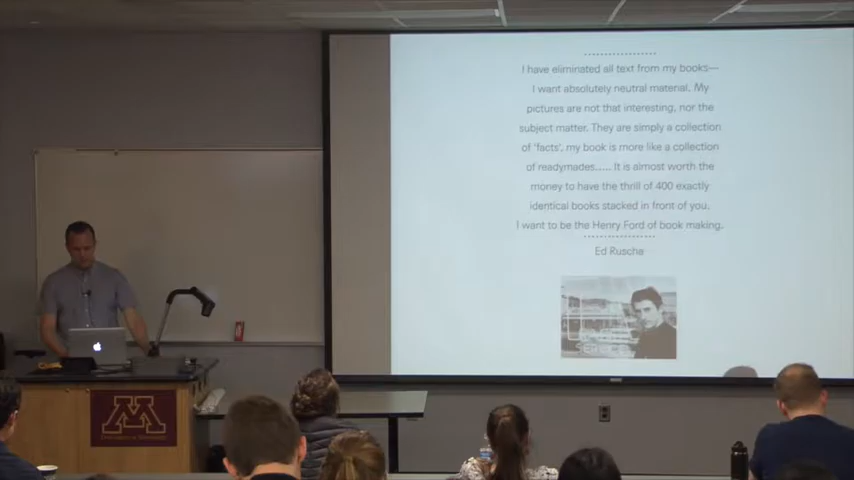 I have eliminated all text from my books—
I want absolutely neutral material. My
pictures are not that interesting, nor the
subject matter. They are simply a collection
of 'facts', my book is more like a collection
of readymades..... It is almost worth the
money to have the thrill of 400 exactly
identical books stacked in front of you.
I want to be the Henry Ford of book making.
Ed Rusche
M